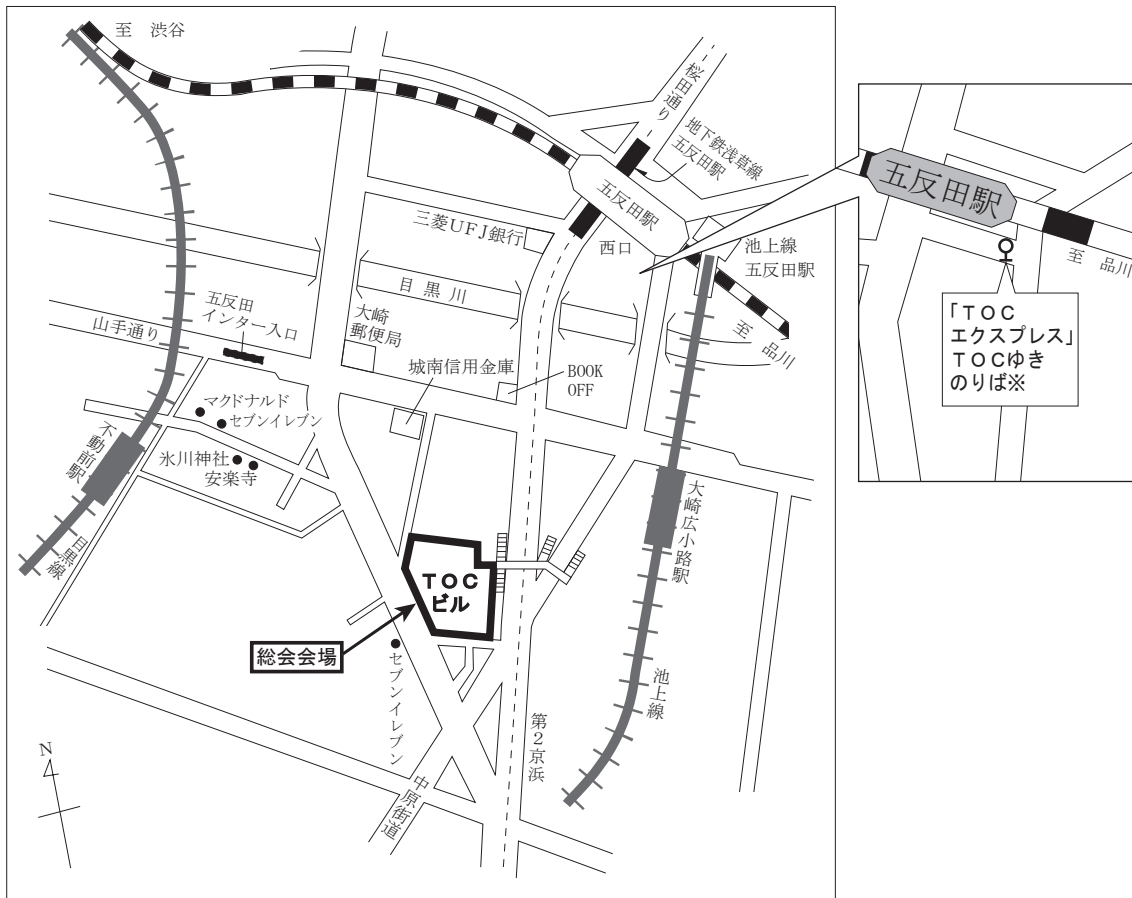 至 渋谷
桜田通り
地下鉄浅草線
五反田駅
五反田駅
三菱UFJ銀行
西口
池上線
五反田駅
目黒川
五反田
インター入口
大崎
郵便局
山手通り
至 品川
城南信用金庫
BOOK
OFF
マクドナルド
セブンイレブン
不動前駅
氷川神社
安楽寺
大崎広小路駅
目黒線
TOC
ビル
総会会場
セブンイレブン
池上線
第2京浜
中原街道
N
五反田駅
至 品川
「TOC
エクスプレス」
TOCゆき
のりば※